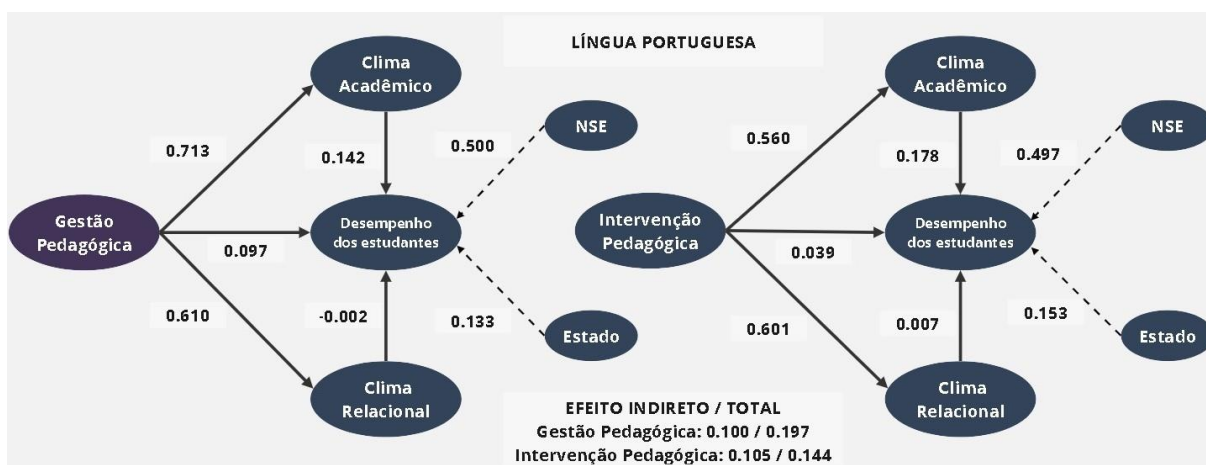 LÍNGUA PORTUGUESA
Clima
Acadêmico
NSE
0.713
0.142
0.500
Gestão
Pedagógica
Desempenho
dos estudantes
0.097
0.610
-0.002
0.133
Estado
Clima
Relacional
Clima
Acadêmico
NSE
0.560
0.178
0.497
Intervenção
Pedagógica
Desempenho
dos estudantes
0.039
0.601
0.007
0.153
Estado
Clima
Relacional
EFEITO INDIRETO / TOTAL
Gestão Pedagógica: 0.100 / 0.197
Intervenção Pedagógica: 0.105 / 0.144